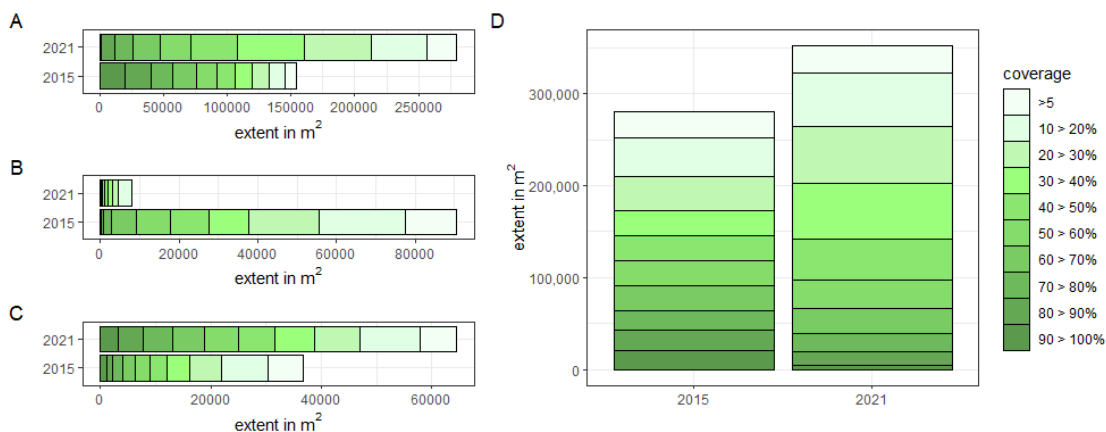 A
2021
2015
0
50000
100000
150000
200000
250000
extent in m²
B
2021
2015
0
20000
40000
60000
80000
extent in m²
C
2021
2015
0
20000
40000
60000
extent in m²
D
extent in m²
300,000
200,000
100,000
0
2015
2021
coverage
>5
10 > 20%
20 > 30%
30 > 40%
40 > 50%
50 > 60%
60 > 70%
70 > 80%
80 > 90%
90 > 100%